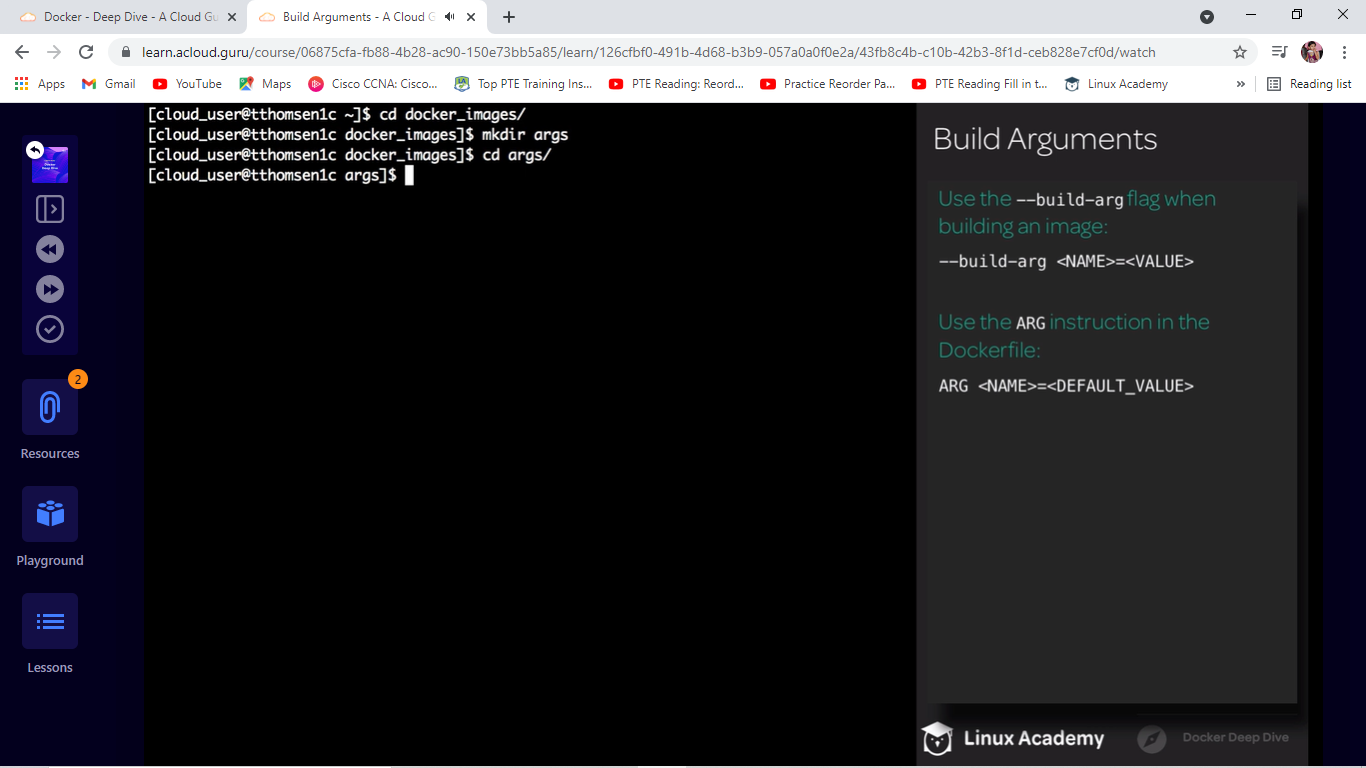 Docker - Deep Dive - A Cloud Gu
Build Arguments - A Cloud G
learn.acloud.guru/course/06875cfa-fb88-4b28-ac90-150e73bb5a85/learn/126cfbf0-491b-4d68-b3b9-057a0a0f0e2a/43fb8c4b-c10b-42b3-8f1d-ceb828e7cf0d/watch
Apps Gmail YouTube Maps Cisco CCNA: Cisco... Top PTE Training Ins... PTE Reading: Reord... Practice Reorder Pa... PTE Reading Fill in t... Linux Academy » Reading list
[cloud_user@tthomsen1c ~]$ cd docker_images/
[cloud_user@tthomsen1c docker_images]$ mkdir args
[cloud_user@tthomsen1c docker_images]$ cd args/
[cloud_user@tthomsen1c args]$
2
Resources
Playground
Lessons
Build Arguments
Use the --build-arg flag when
building an image:
--build-arg <NAME>=<VALUE>
Use the ARG instruction in the
Dockerfile:
ARG <NAME>=<DEFAULT_VALUE>
Linux Academy
Docker Deep Dive